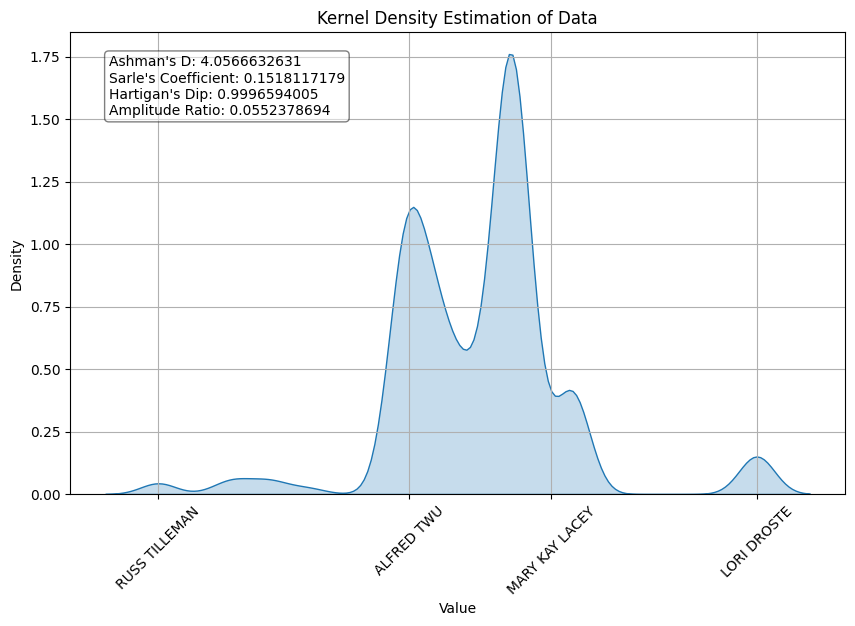 Kernel Density Estimation of Data
Ashman's D: 4.0566632631
Sarle's Coefficient: 0.1518117179
Hartigan's Dip: 0.9996594005
Amplitude Ratio: 0.0552378694
Density
1.75
1.50
1.25
1.00
0.75
0.50
0.25
0.00
RUSS TILLEMAN
ALFRED TWU
MARY KAY LACEY
LORI DROSTE
Value